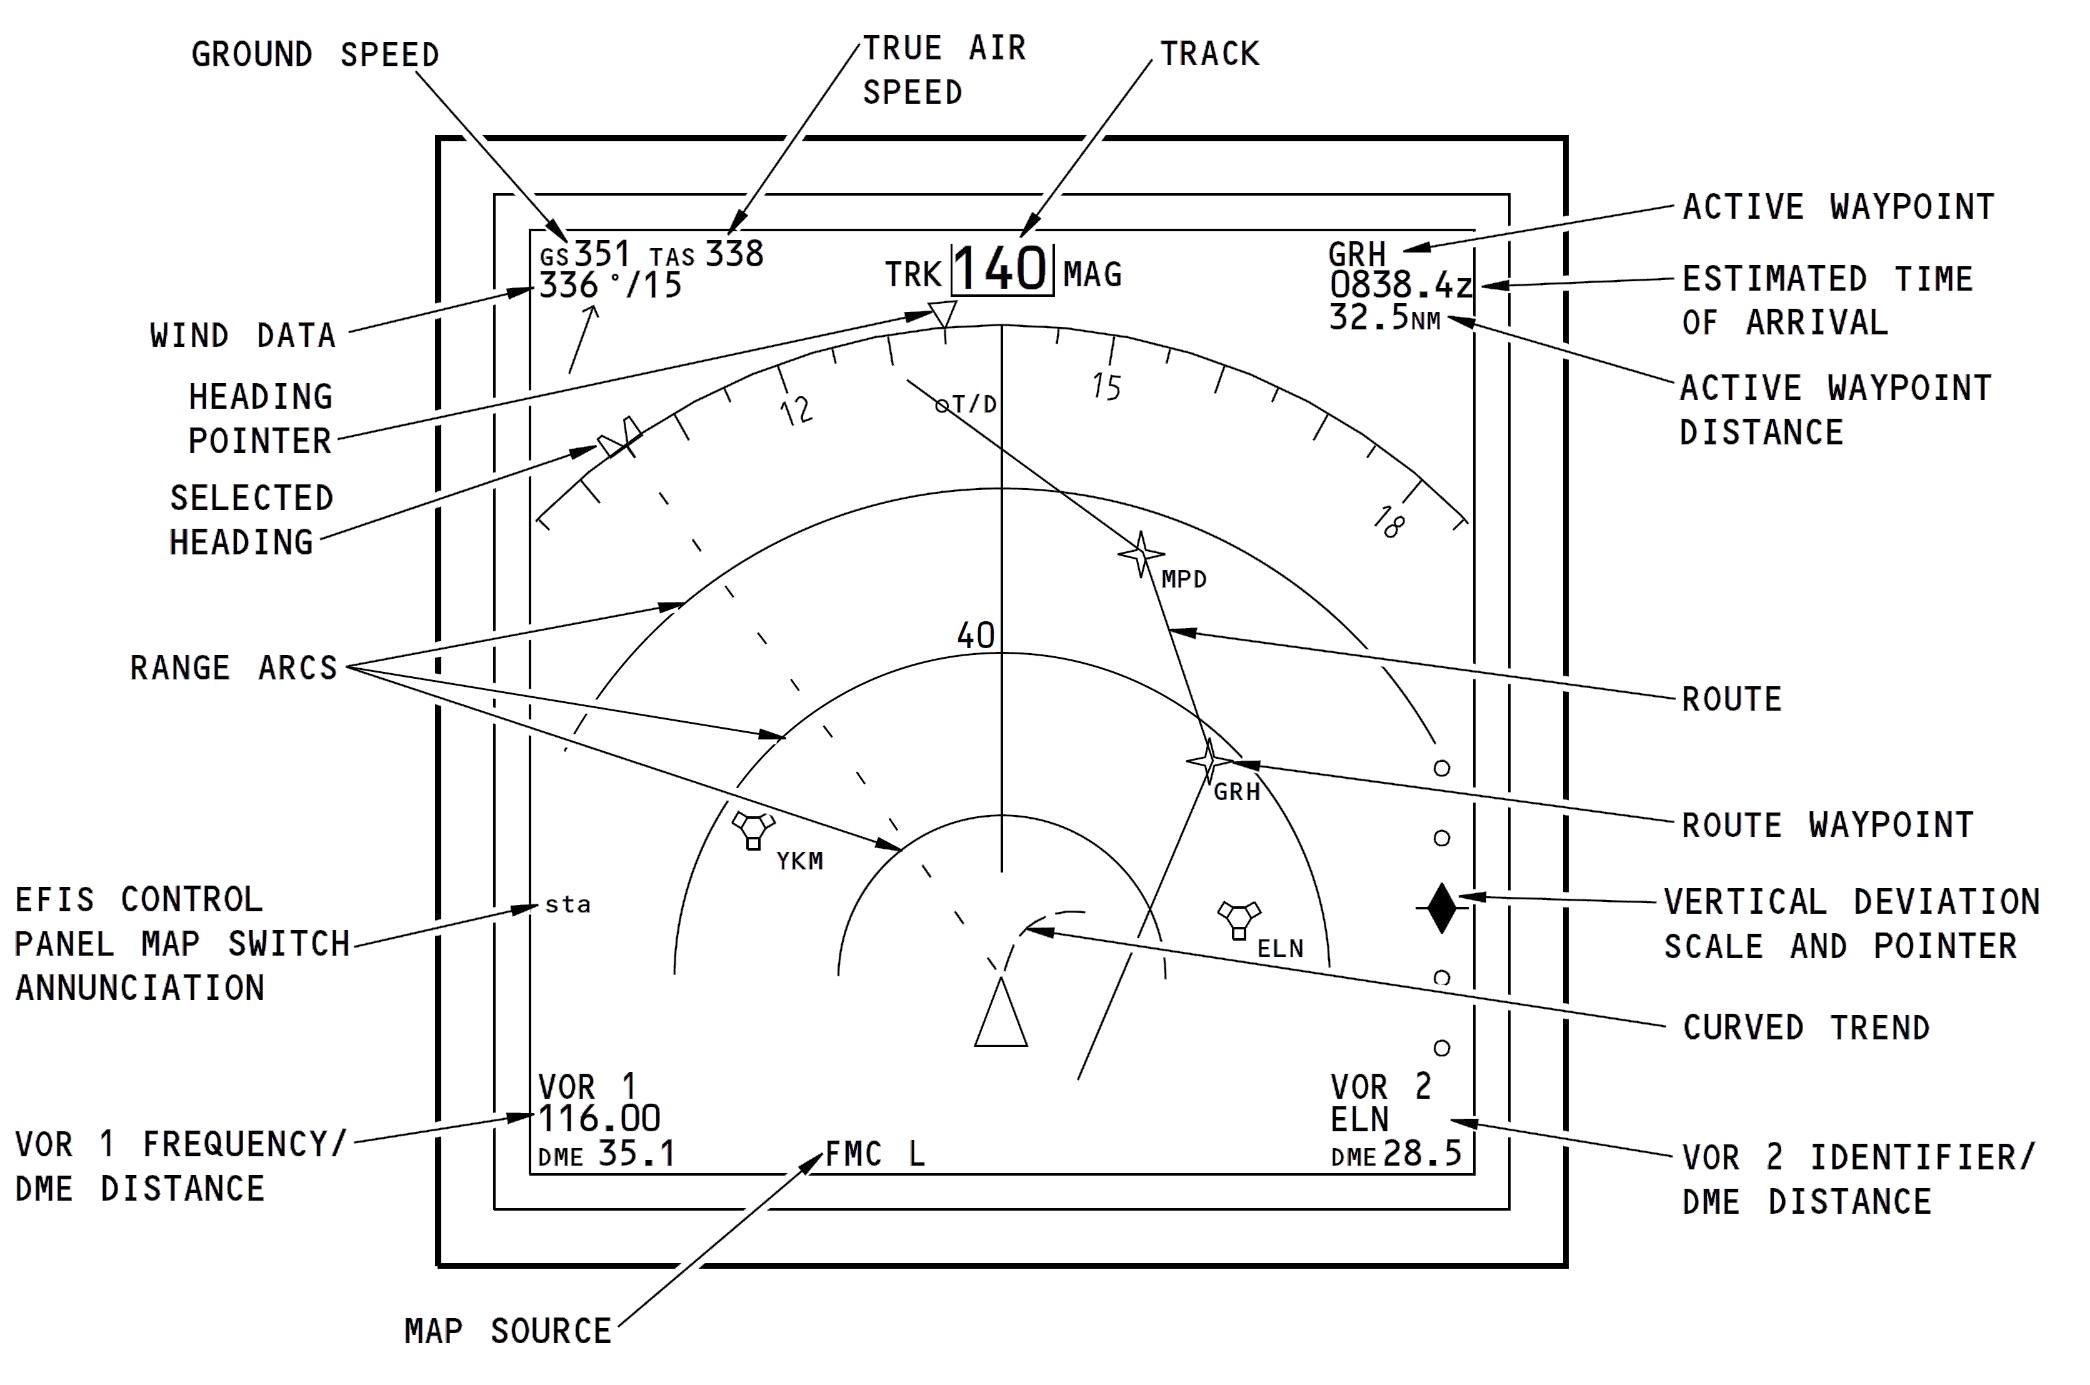 GROUND SPEED
TRUE AIR
SPEED
TRACK
GS 351 TAS 338
336°/15
TRK 140 MAG
GRH
0838.4z
32.5NM
ACTIVE WAYPOINT
ESTIMATED TIME
OF ARRIVAL
ACTIVE WAYPOINT
DISTANCE
WIND DATA
HEADING
POINTER
SELECTED
HEADING
12
15
18
T/D
MPD
40
RANGE ARCS
ROUTE
GRH
ROUTE WAYPOINT
YKM
EFIS CONTROL
PANEL MAP SWITCH
ANNUNCIATION
sta
ELN
VERTICAL DEVIATION
SCALE AND POINTER
CURVED TREND
VOR 1
116.00
DME 35.1
FMC L
VOR 2
ELN
DME 28.5
VOR 1 FREQUENCY/
DME DISTANCE
VOR 2 IDENTIFIER/
DME DISTANCE
MAP SOURCE